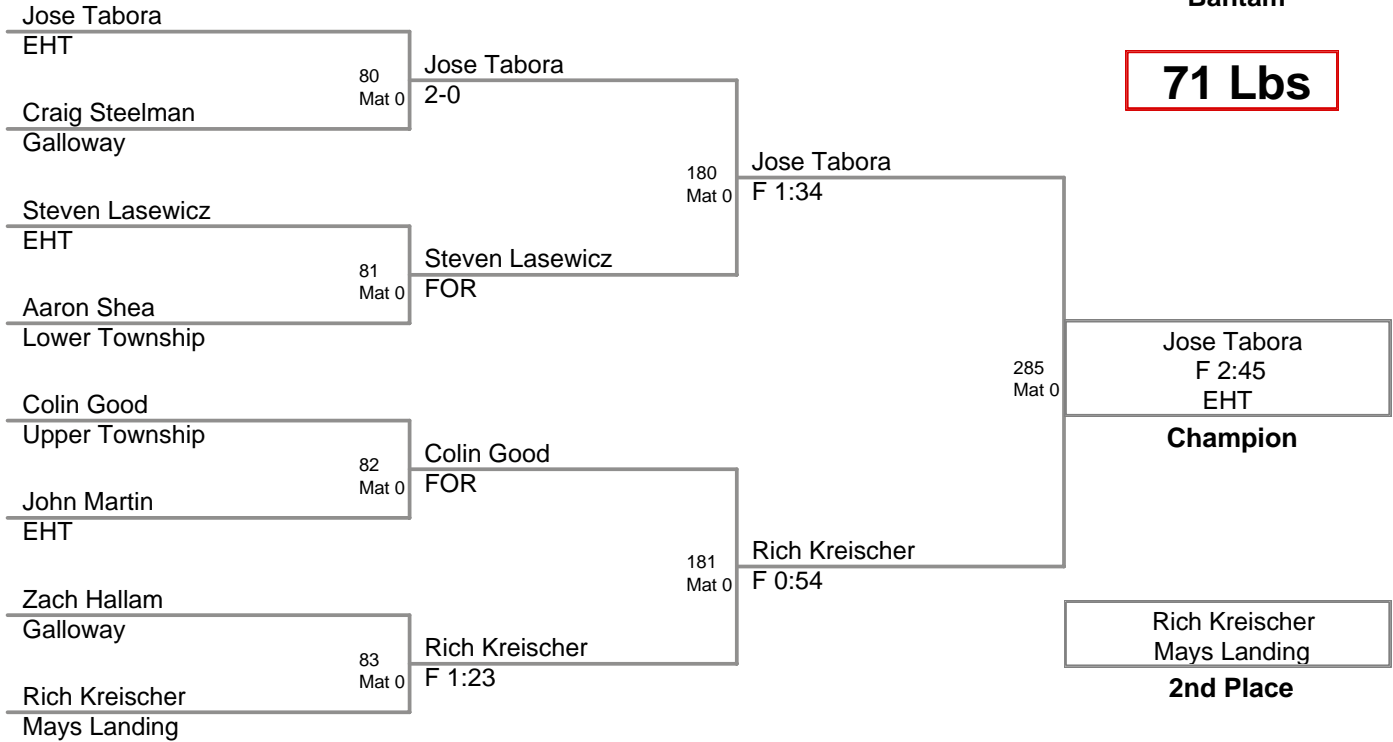 Bantam
71 Lbs
Jose Tabora
EHT
80
Mat 0
Craig Steelman
Galloway
Jose Tabora
2-0
Steven Lasewicz
EHT
81
Mat 0
Aaron Shea
Lower Township
Steven Lasewicz
FOR
180
Mat 0
Jose Tabora
F 1:34
Colin Good
Upper Township
82
Mat 0
John Martin
EHT
Colin Good
FOR
Zach Hallam
Galloway
83
Mat 0
Rich Kreischer
Mays Landing
Rich Kreischer
F 1:23
181
Mat 0
Rich Kreischer
F 0:54
285
Mat 0
Jose Tabora
F 2:45
EHT
Champion
Rich Kreischer
Mays Landing
2nd Place